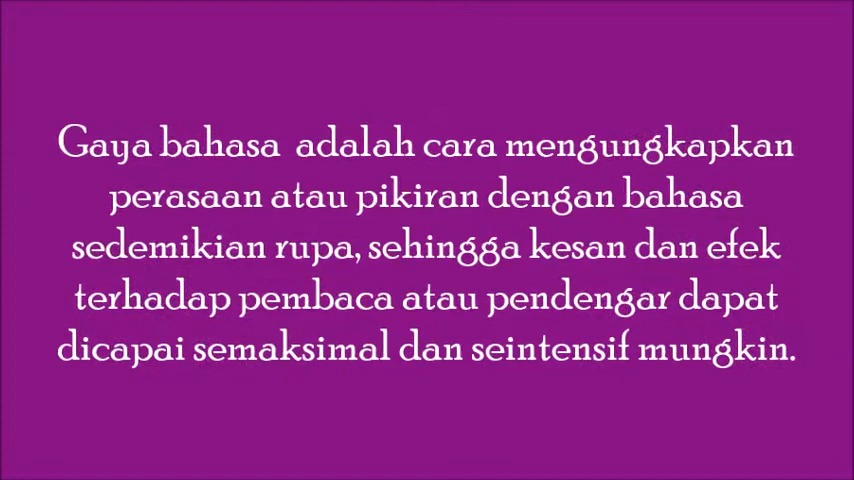 Gaya bahasa adalah cara mengungkapkan
perasaan atau pikiran dengan bahasa
sedemikian rupa, sehingga kesan dan efek
terhadap pembaca atau pendengar dapat
dicapai semaksimal dan seintensif mungkin.